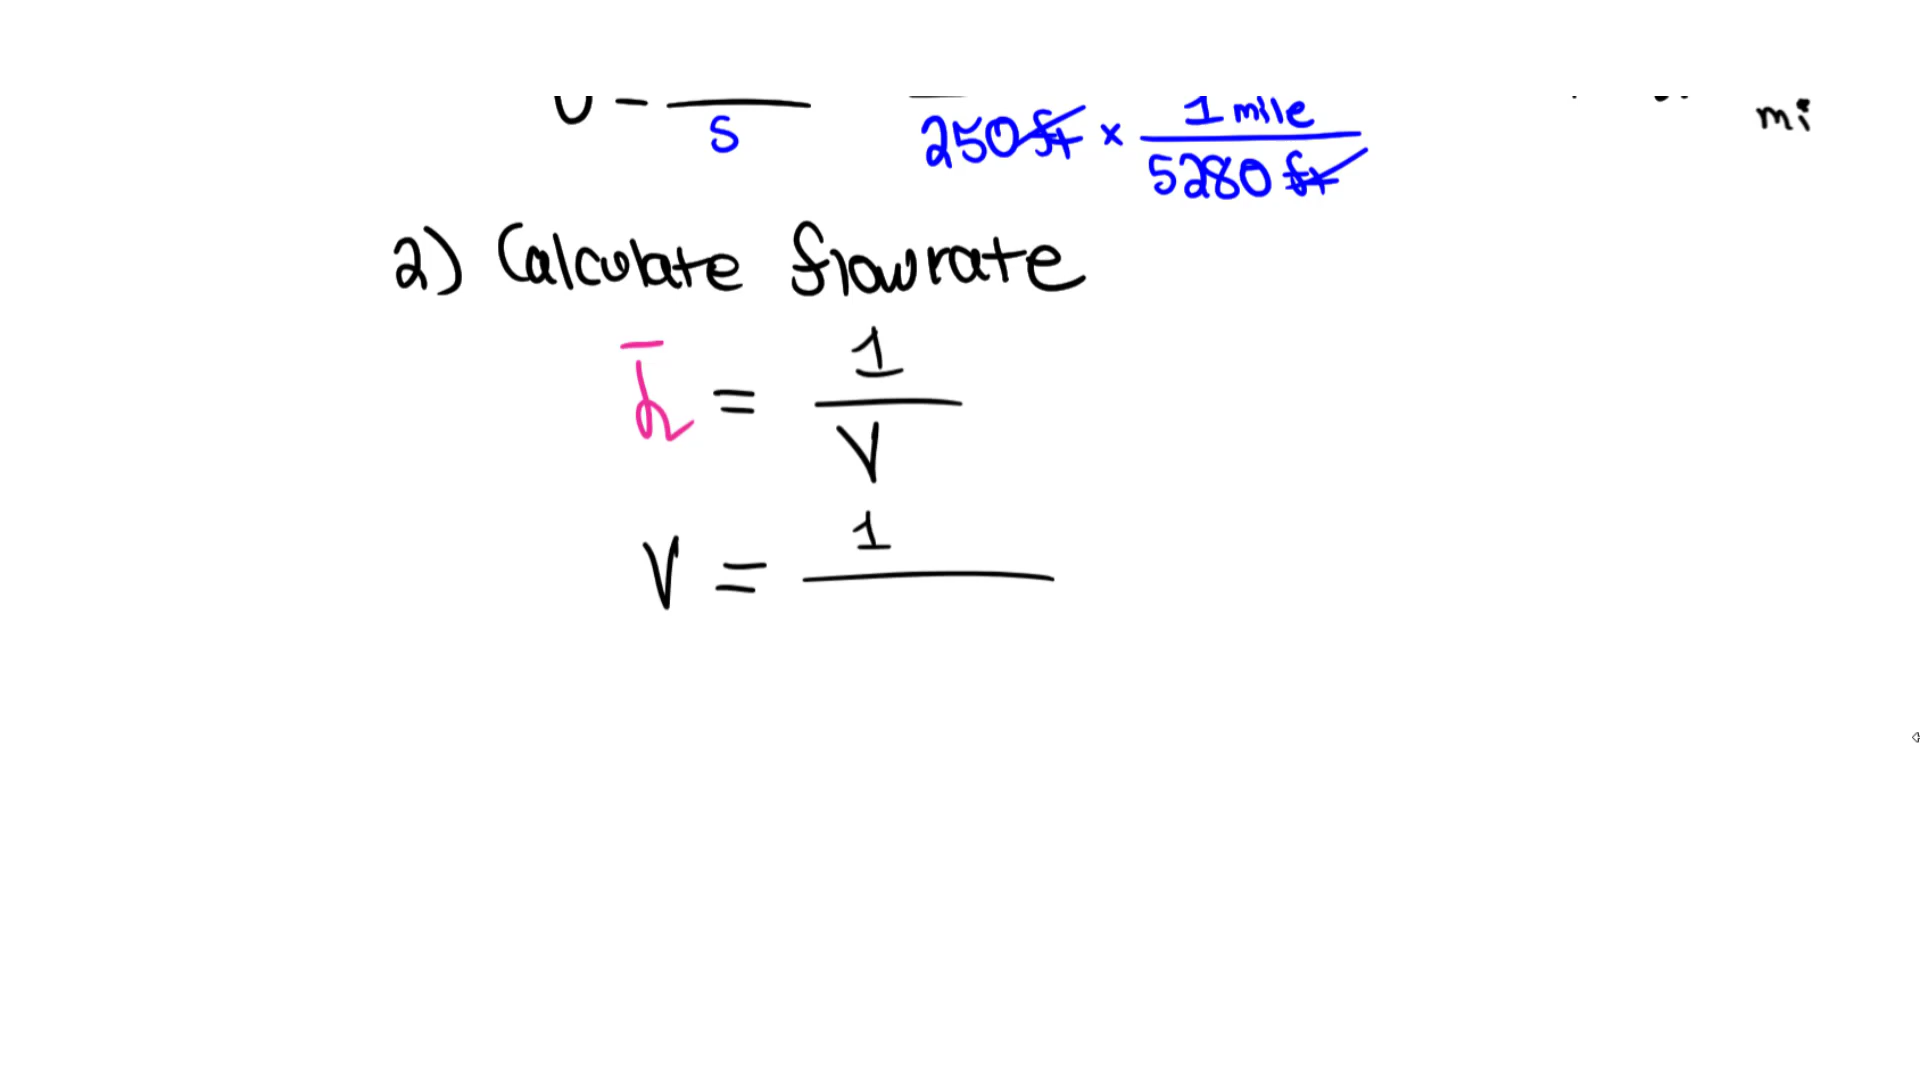 S 250 ft × 1 mile / 5280 ft mi
2) Calculate flowrate
h̄ = 1 / V
V = 1